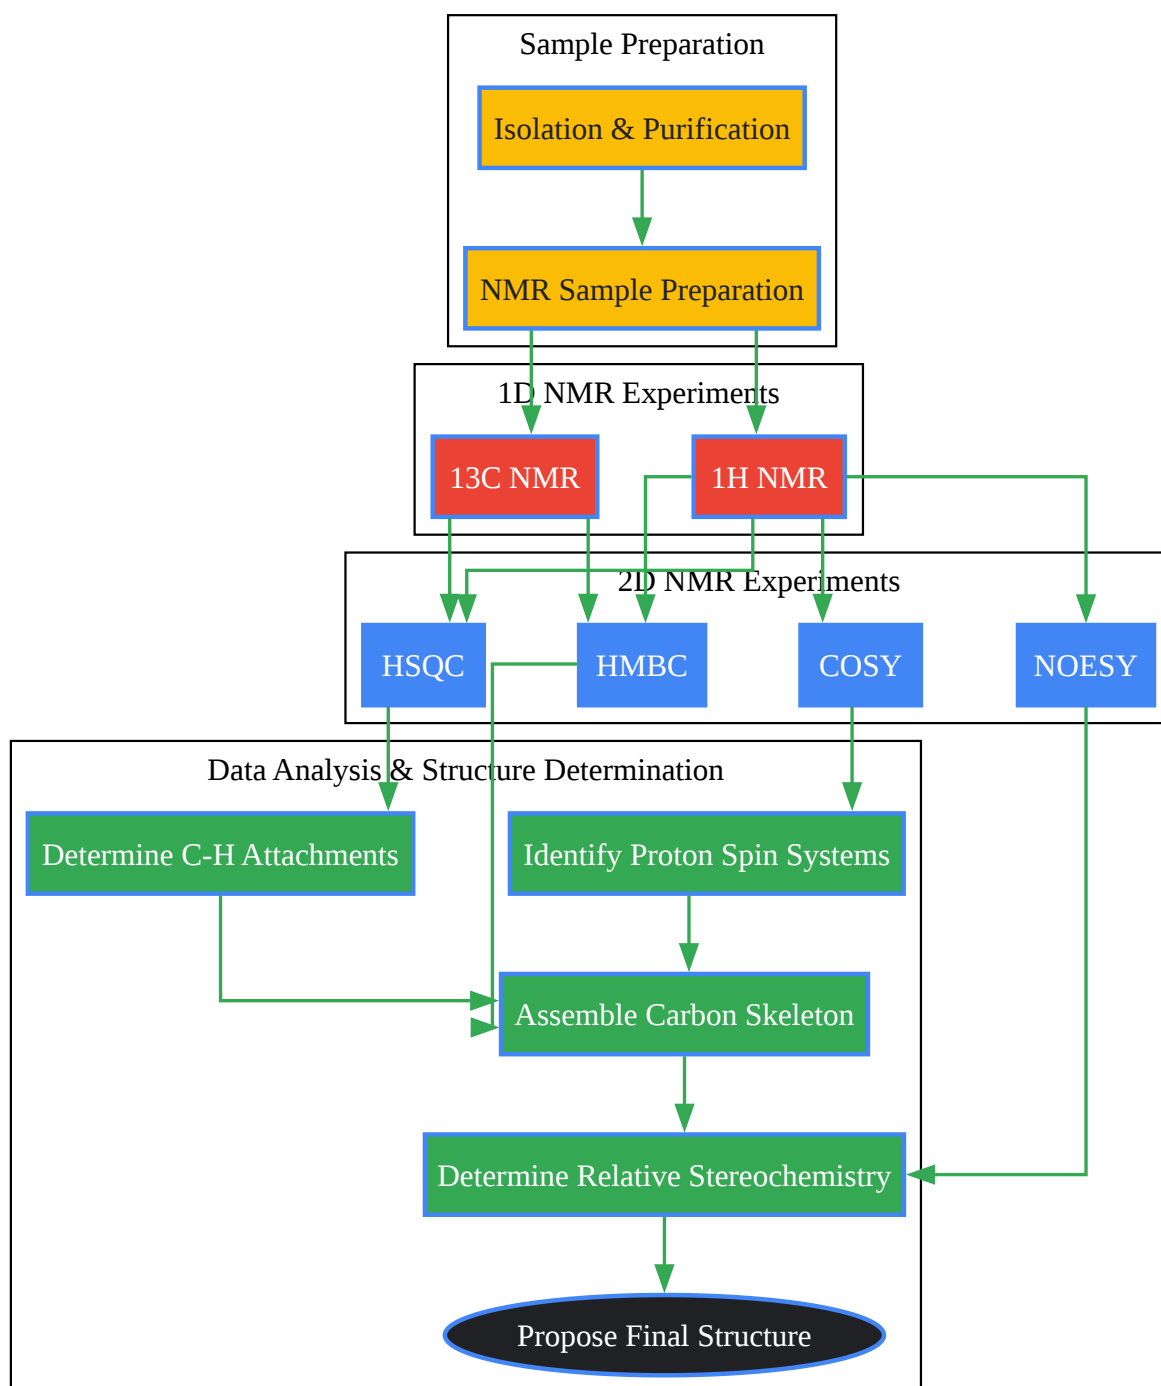 Sample Preparation
Isolation & Purification
NMR Sample Preparation
1D NMR Experiments
13C NMR
1H NMR
2D NMR Experiments
HSQC
HMBC
COSY
NOESY
Data Analysis & Structure Determination
Determine C-H Attachments
Identify Proton Spin Systems
Assemble Carbon Skeleton
Determine Relative Stereochemistry
Propose Final Structure